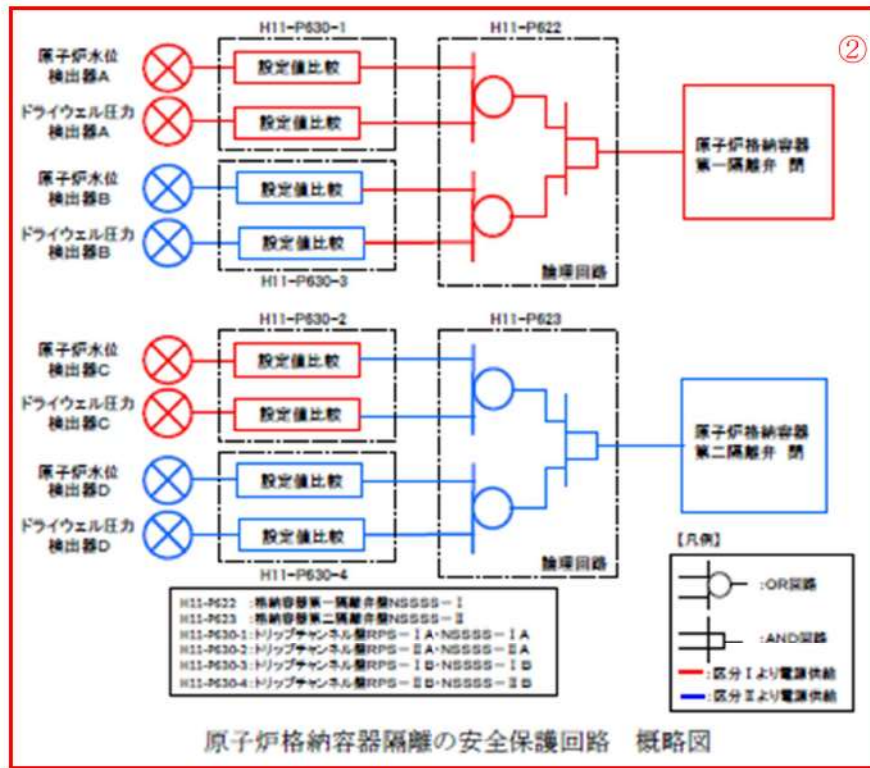 H11-P630-1
H11-P622
②
原子炉水位
検出器A
設定値比較
ドライウェル圧力
検出器A
設定値比較
原子炉格納容器
第一隔離弁 閉
原子炉水位
検出器B
設定値比較
ドライウェル圧力
検出器B
設定値比較
論理回路
H11-P630-3
H11-P630-2
H11-P623
原子炉水位
検出器C
設定値比較
ドライウェル圧力
検出器C
設定値比較
原子炉格納容器
第二隔離弁 閉
原子炉水位
検出器D
設定値比較
ドライウェル圧力
検出器D
設定値比較
論理回路
H11-P630-4
【凡例】
:OR回路
:AND回路
:区分Ⅰより電源供給
:区分Ⅱより電源供給
H11-P622 :格納容器第一隔離弁盤NSSSS-Ⅰ
H11-P623 :格納容器第二隔離弁盤NSSSS-Ⅱ
H11-P630-1:トリップチャンネル盤RPS-ⅠA・NSSSS-ⅠA
H11-P630-2:トリップチャンネル盤RPS-ⅡA・NSSSS-ⅡA
H11-P630-3:トリップチャンネル盤RPS-ⅠB・NSSSS-ⅠB
H11-P630-4:トリップチャンネル盤RPS-ⅡB・NSSSS-ⅡB
原子炉格納容器隔離の安全保護回路 概略図